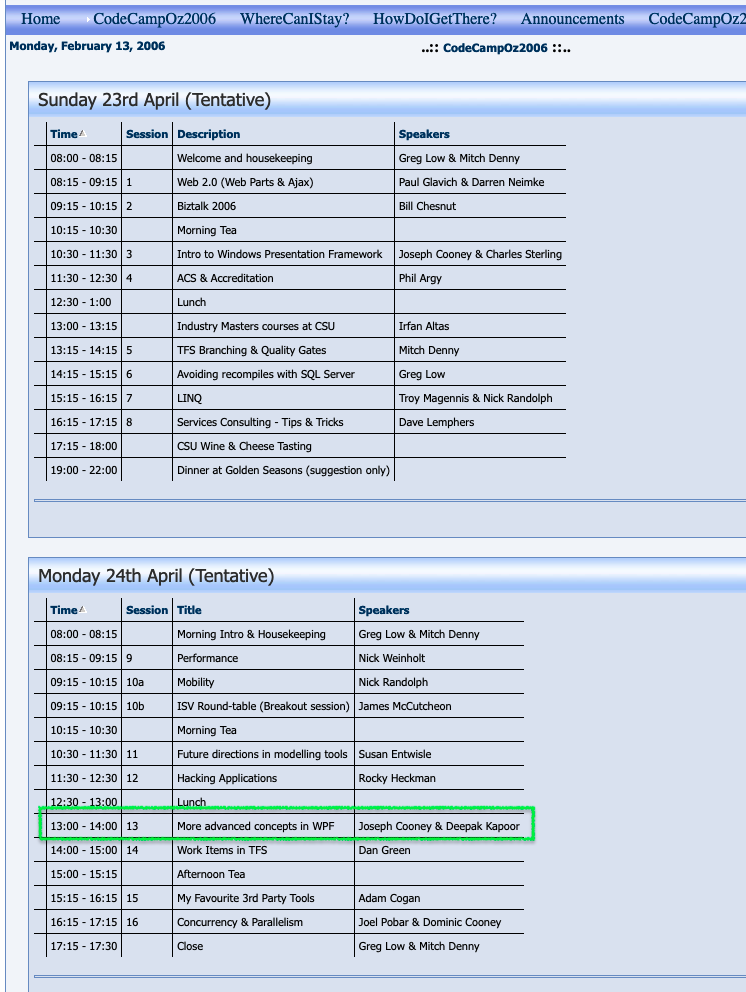 Home CodeCampOz2006 WhereCanIStay? HowDoIGetThere? Announcements CodeCampOz2
Monday, February 13, 2006 ..:: CodeCampOz2006 ::..
Sunday 23rd April (Tentative)
Time Session Description Speakers
08:00 - 08:15 Welcome and housekeeping Greg Low & Mitch Denny
08:15 - 09:15 1 Web 2.0 (Web Parts & Ajax) Paul Glavich & Darren Neimke
09:15 - 10:15 2 Biztalk 2006 Bill Chesnut
10:15 - 10:30 Morning Tea
10:30 - 11:30 3 Intro to Windows Presentation Framework Joseph Cooney & Charles Sterling
11:30 - 12:30 4 ACS & Accreditation Phil Argy
12:30 - 1:00 Lunch
13:00 - 13:15 Industry Masters courses at CSU Irfan Altas
13:15 - 14:15 5 TFS Branching & Quality Gates Mitch Denny
14:15 - 15:15 6 Avoiding recompiles with SQL Server Greg Low
15:15 - 16:15 7 LINQ Troy Magennis & Nick Randolph
16:15 - 17:15 8 Services Consulting - Tips & Tricks Dave Lemphers
17:15 - 18:00 CSU Wine & Cheese Tasting
19:00 - 22:00 Dinner at Golden Seasons (suggestion only)
Monday 24th April (Tentative)
Time Session Title Speakers
08:00 - 08:15 Morning Intro & Housekeeping Greg Low & Mitch Denny
08:15 - 09:15 9 Performance Nick Weinholt
09:15 - 10:15 10a Mobility Nick Randolph
09:15 - 10:15 10b ISV Round-table (Breakout session) James McCutcheon
10:15 - 10:30 Morning Tea
10:30 - 11:30 11 Future directions in modelling tools Susan Entwisle
11:30 - 12:30 12 Hacking Applications Rocky Heckman
12:30 - 13:00 Lunch
13:00 - 14:00 13 More advanced concepts in WPF Joseph Cooney & Deepak Kapoor
14:00 - 15:00 14 Work Items in TFS Dan Green
15:00 - 15:15 Afternoon Tea
15:15 - 16:15 15 My Favourite 3rd Party Tools Adam Cogan
16:15 - 17:15 16 Concurrency & Parallelism Joel Pobar & Dominic Cooney
17:15 - 17:30 Close Greg Low & Mitch Denny